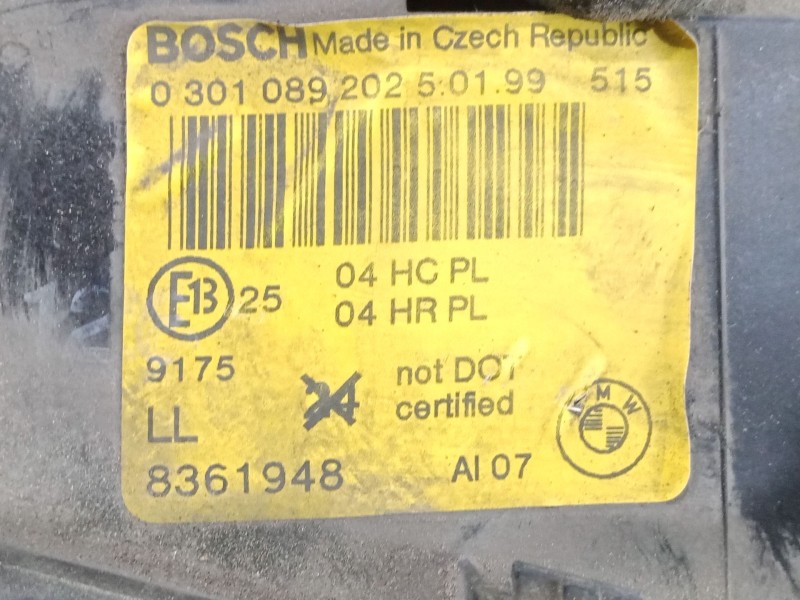 BOSCH Made in Czech Republic
0 301 089 202 5.01.99 515
E13 25 04 HC PL
04 HR PL
9175 24 not DOT
LL certified
BMW
8361948 AI 07